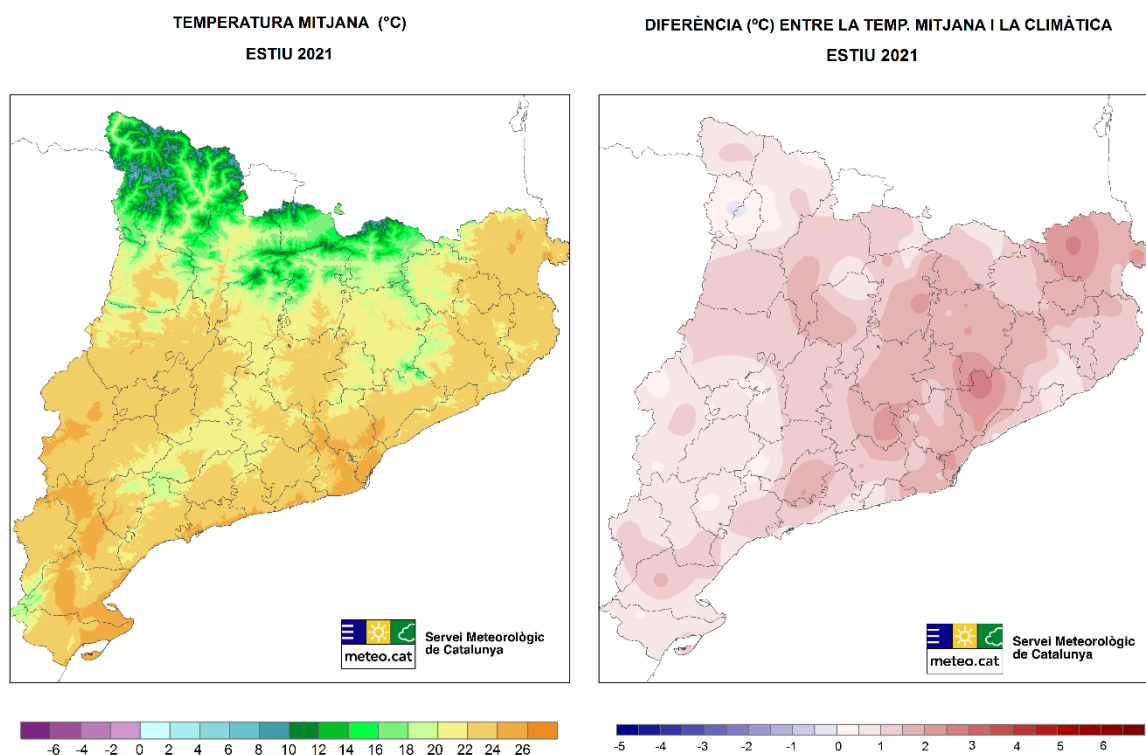 TEMPERATURA MITJANA (°C)
ESTIU 2021
DIFERÈNCIA (ºC) ENTRE LA TEMP. MITJANA I LA CLIMÀTICA
ESTIU 2021
meteo.cat
Servei Meteorològic
de Catalunya
meteo.cat
Servei Meteorològic
de Catalunya
-6 -4 -2 0 2 4 6 8 10 12 14 16 18 20 22 24 26
-5 -4 -3 -2 -1 0 1 2 3 4 5 6